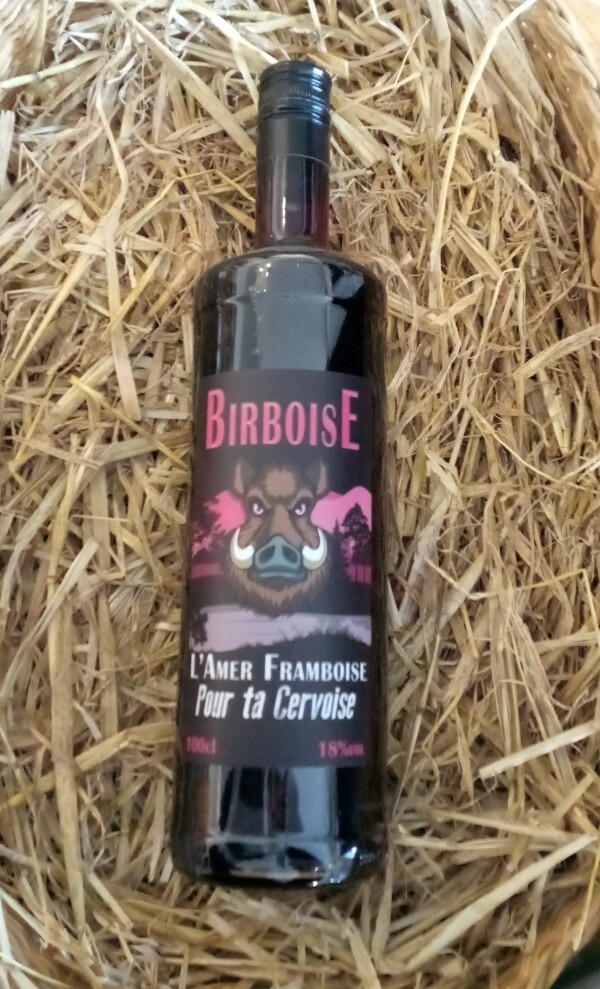 BIRBOISE
L'AMER FRAMBOISE
Pour ta Cervoise
100cl 18%vol